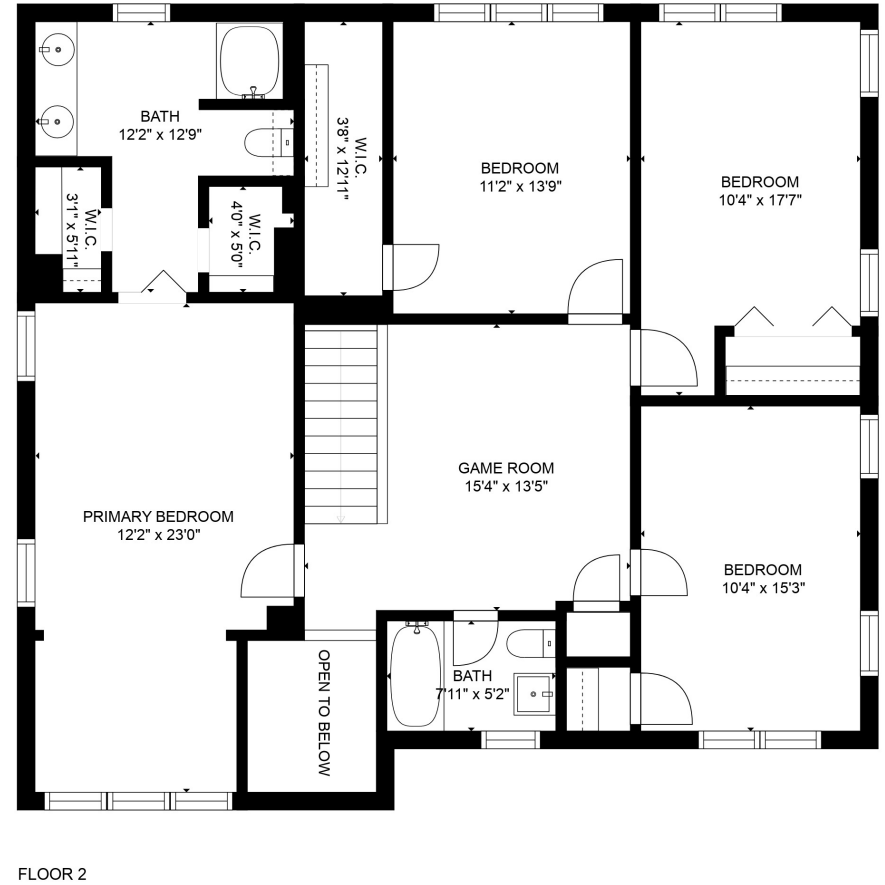 BATH
12'2" x 12'9"
W.I.C.
3'8" x 12'11"
BEDROOM
11'2" x 13'9"
BEDROOM
10'4" x 17'7"
W.I.C.
3'1" x 5'11"
W.I.C.
4'0" x 5'0"
GAME ROOM
15'4" x 13'5"
PRIMARY BEDROOM
12'2" x 23'0"
BEDROOM
10'4" x 15'3"
OPEN TO BELOW
BATH
7'11" x 5'2"
FLOOR 2